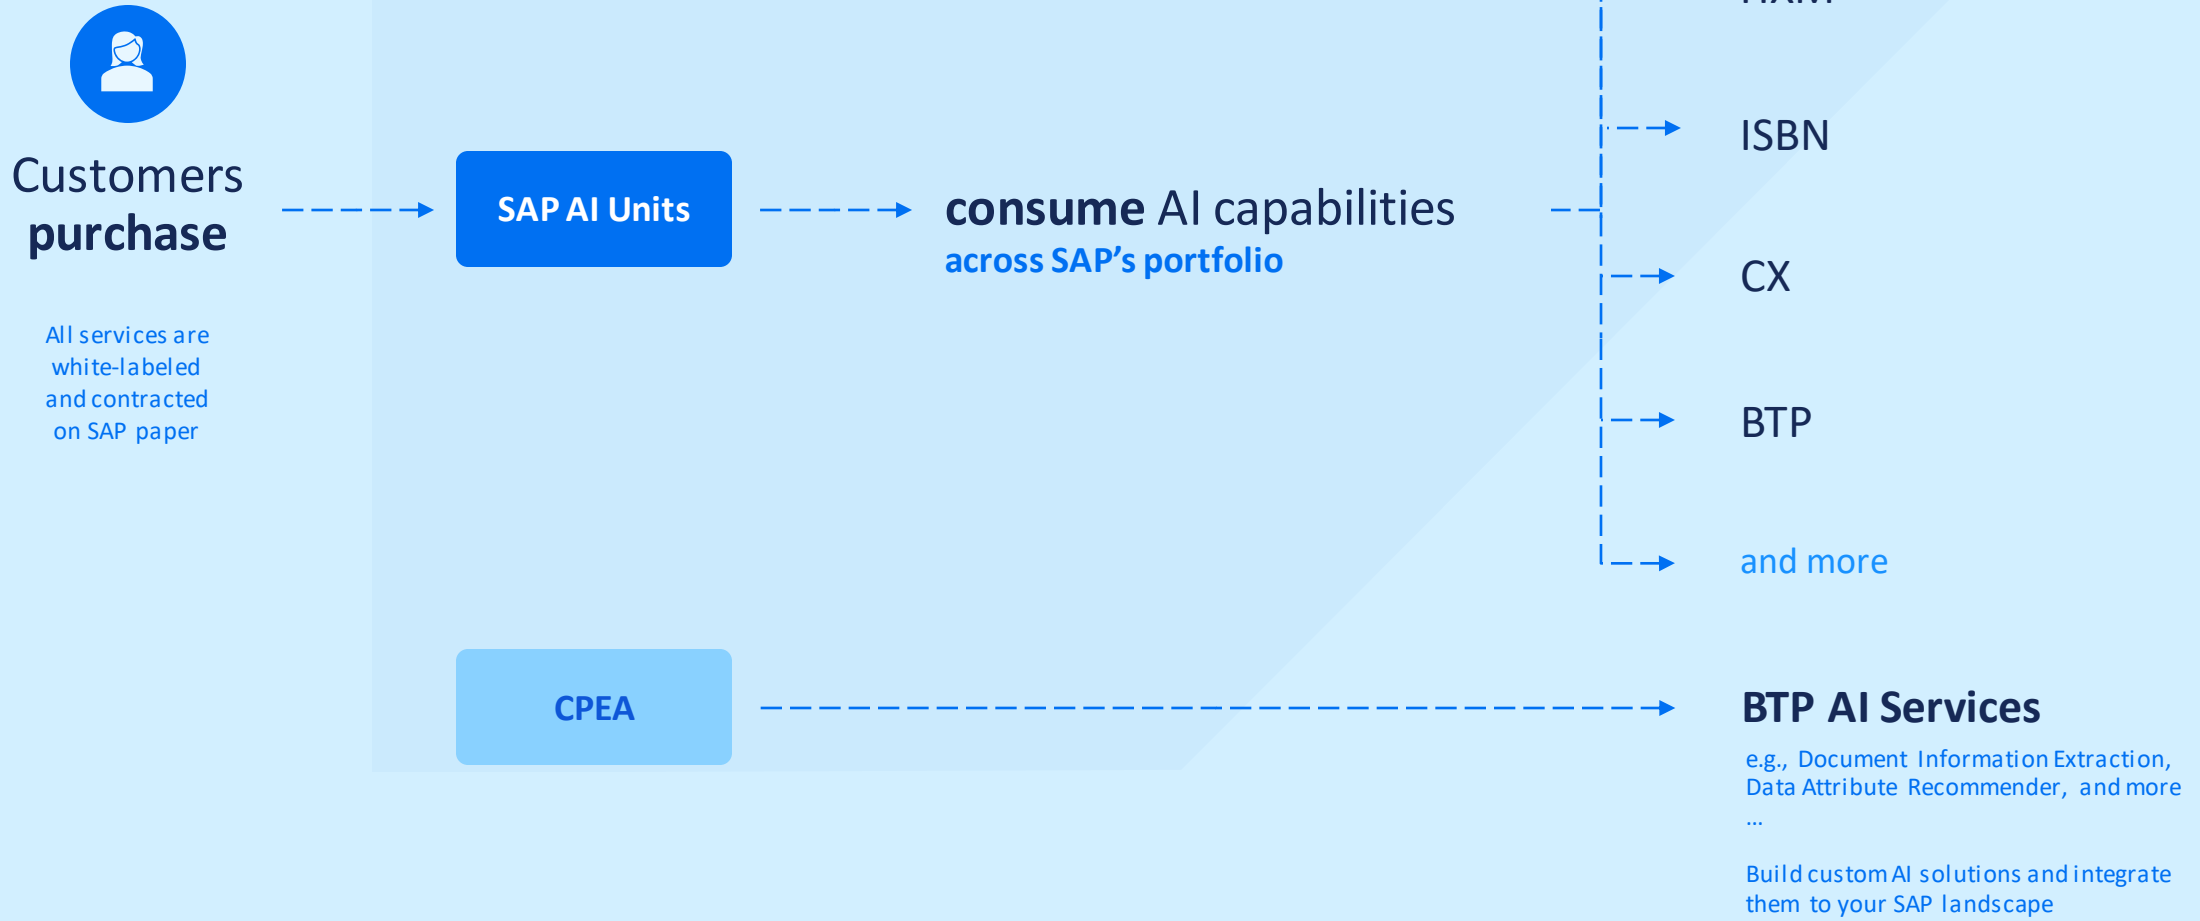 HXM
Customers
purchase
All services are
white-labeled
and contracted
on SAP paper
SAP AI Units
consume AI capabilities
across SAP’s portfolio
ISBN
CX
BTP
and more
CPEA
BTP AI Services
e.g., Document Information Extraction,
Data Attribute Recommender, and more
...
Build custom AI solutions and integrate
them to your SAP landscape